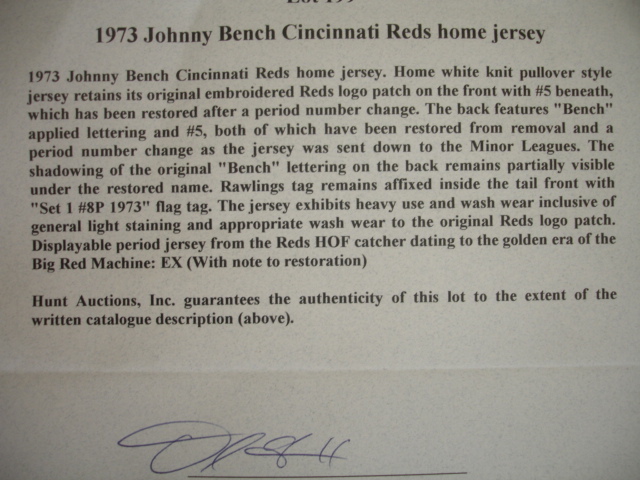 1973 Johnny Bench Cincinnati Reds home jersey
1973 Johnny Bench Cincinnati Reds home jersey. Home white knit pullover style
jersey retains its original embroidered Reds logo patch on the front with #5 beneath,
which has been restored after a period number change. The back features "Bench"
applied lettering and #5, both of which have been restored from removal and a
period number change as the jersey was sent down to the Minor Leagues. The
shadowing of the original "Bench" lettering on the back remains partially visible
under the restored name. Rawlings tag remains affixed inside the tail front with
"Set 1 #8P 1973" flag tag. The jersey exhibits heavy use and wash wear inclusive of
general light staining and appropriate wash wear to the original Reds logo patch.
Displayable period jersey from the Reds HOF catcher dating to the golden era of the
Big Red Machine: EX (With note to restoration)
Hunt Auctions, Inc. guarantees the authenticity of this lot to the extent of the
written catalogue description (above).